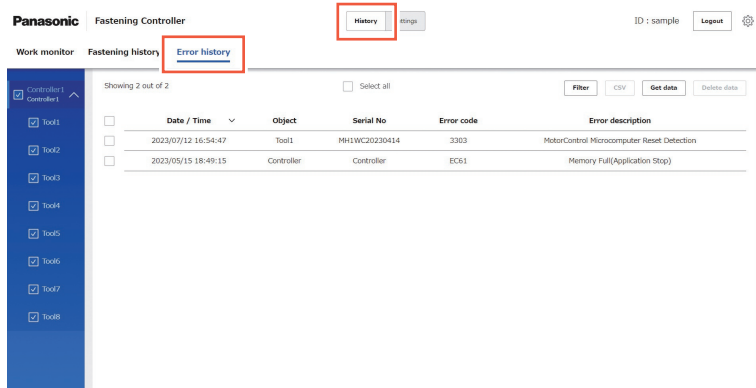 Panasonic Fastening Controller History ttings ID : sample Logout
Work monitor Fastening history Error history
Controller1
Controller1
Showing 2 out of 2 Select all Filter CSV Get data Delete data
Date / Time Object Serial No Error code Error description
2023/07/12 16:54:47 Tool1 MH1WC20230414 3303 MotorControl Microcomputer Reset Detection
2023/05/15 18:49:15 Controller Controller EC61 Memory Full(Application Stop)
Tool1
Tool2
Tool3
Tool4
Tool5
Tool6
Tool7
Tool8